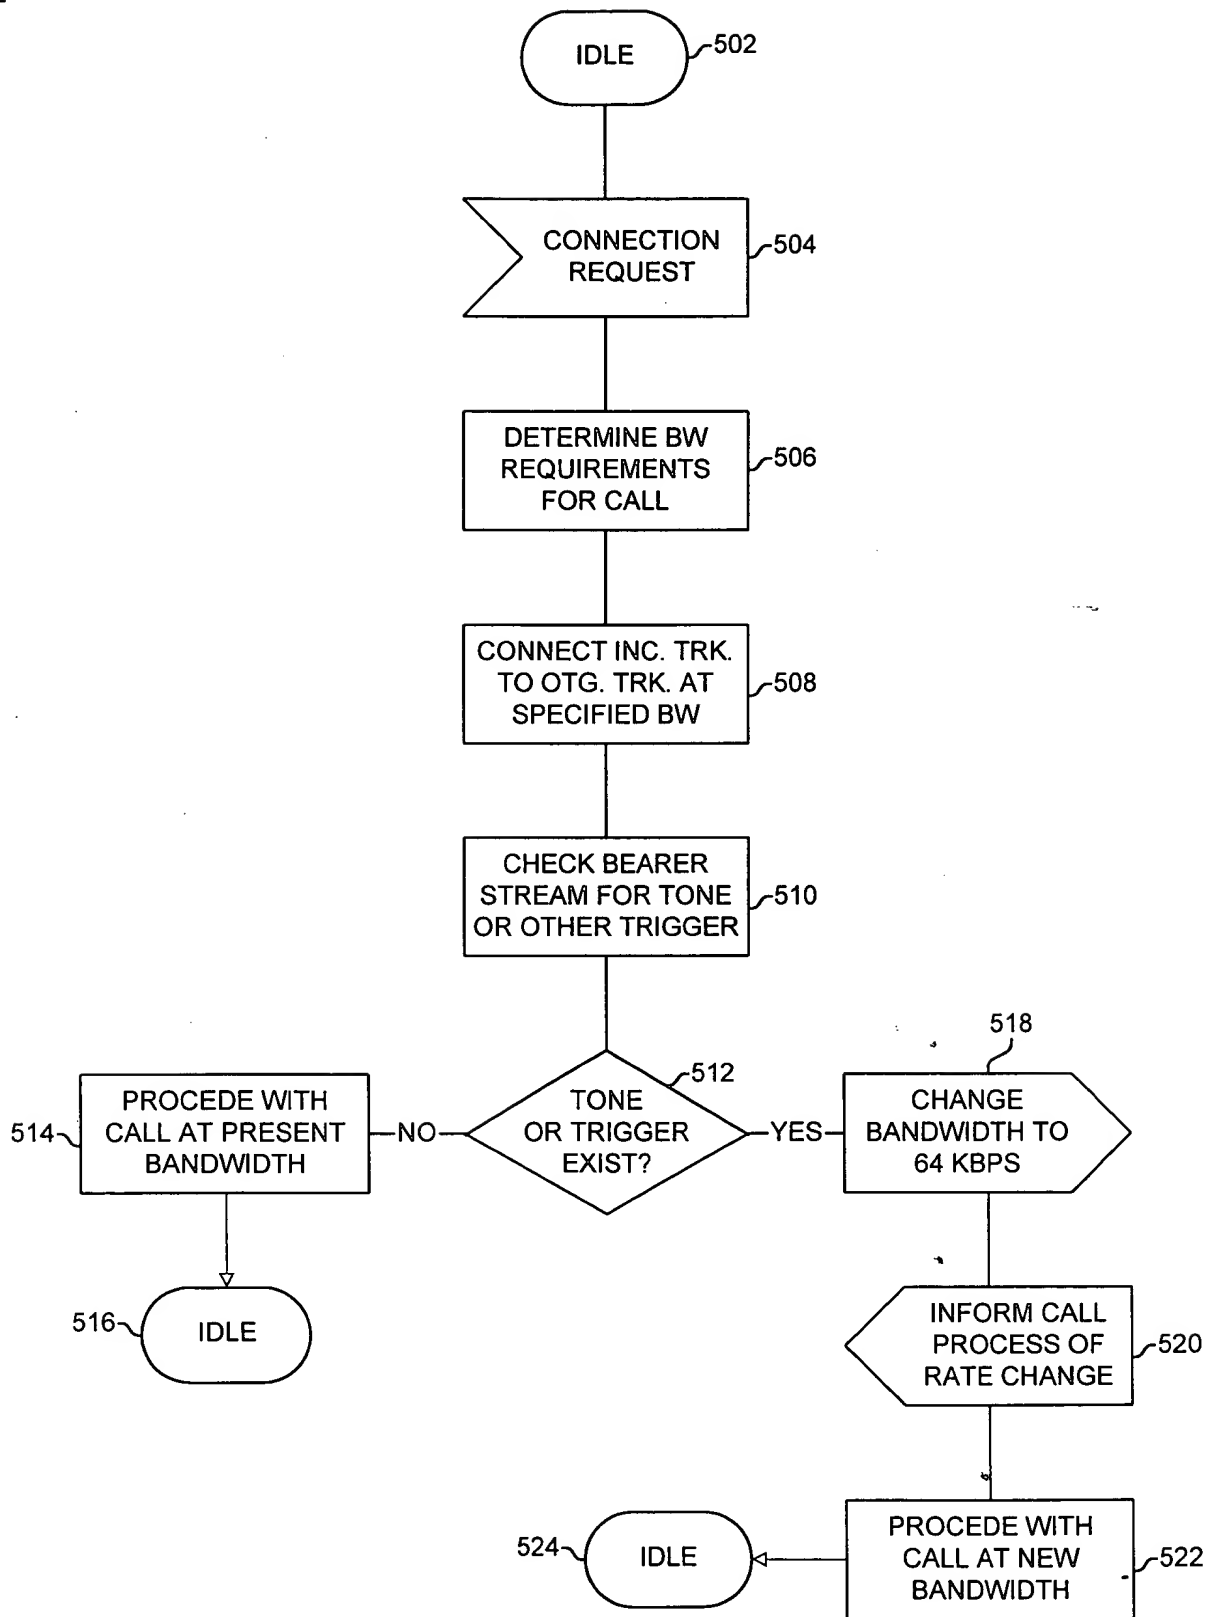 IDLE
502
CONNECTION
REQUEST
504
DETERMINE BW
REQUIREMENTS
FOR CALL
506
CONNECT INC. TRK.
TO OTG. TRK. AT
SPECIFIED BW
508
CHECK BEARER
STREAM FOR TONE
OR OTHER TRIGGER
510
TONE
OR TRIGGER
EXIST?
512
NO
YES
PROCEDE WITH
CALL AT PRESENT
BANDWIDTH
514
IDLE
516
CHANGE
BANDWIDTH TO
64 KBPS
518
INFORM CALL
PROCESS OF
RATE CHANGE
520
PROCEDE WITH
CALL AT NEW
BANDWIDTH
522
IDLE
524